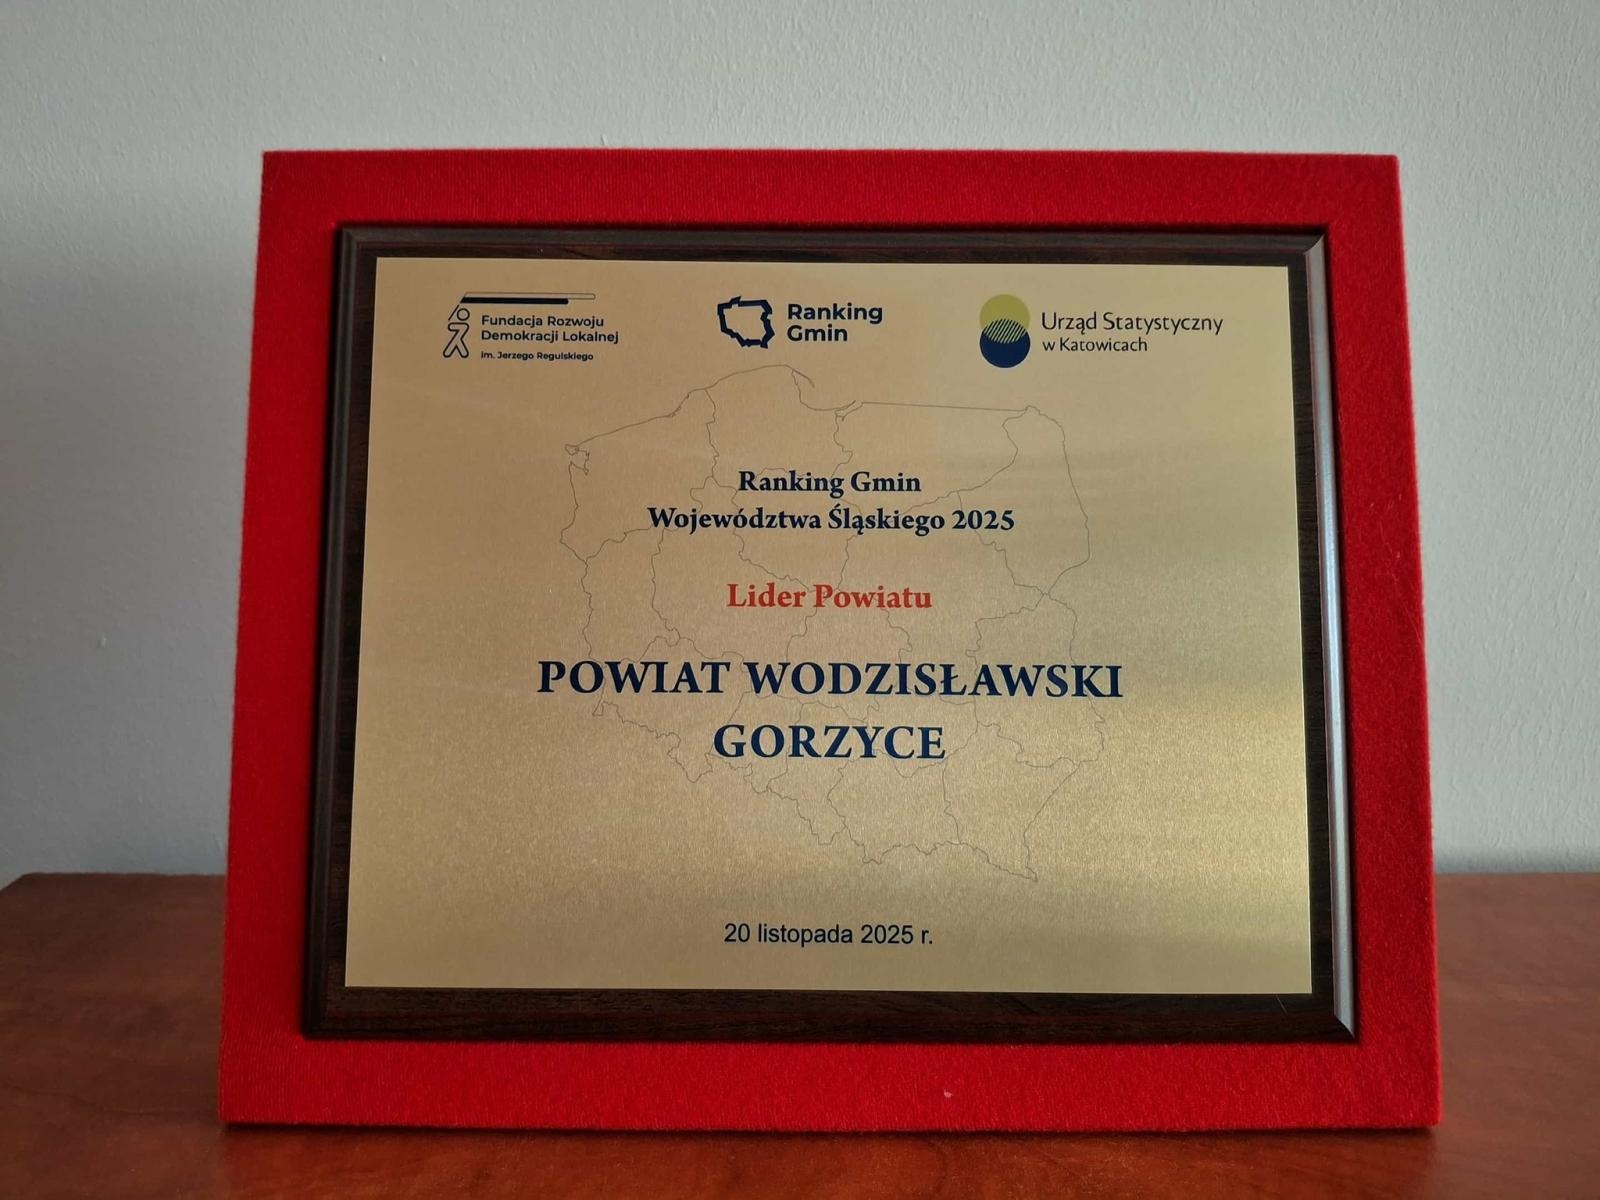 Fundacja Rozwoju
Demokracji Lokalnej
im. Jerzego Regulskiego
Ranking
Gmin
Urząd Statystyczny
w Katowicach
Ranking Gmin
Województwa Śląskiego 2025
Lider Powiatu
POWIAT WODZISŁAWSKI
GORZYCE
20 listopada 2025 r.